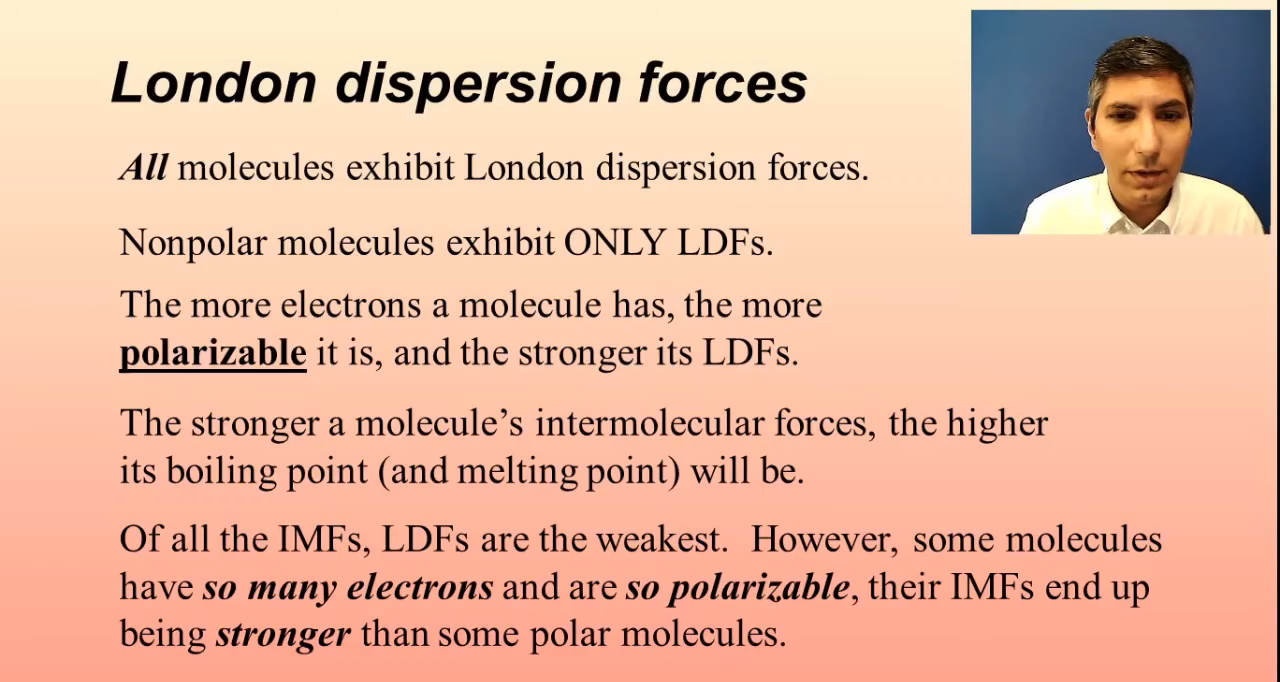 London dispersion forces
All molecules exhibit London dispersion forces.
Nonpolar molecules exhibit ONLY LDFs.
The more electrons a molecule has, the more
polarizable it is, and the stronger its LDFs.
The stronger a molecule’s intermolecular forces, the higher
its boiling point (and melting point) will be.
Of all the IMFs, LDFs are the weakest.  However, some molecules
have so many electrons and are so polarizable, their IMFs end up
being stronger than some polar molecules.